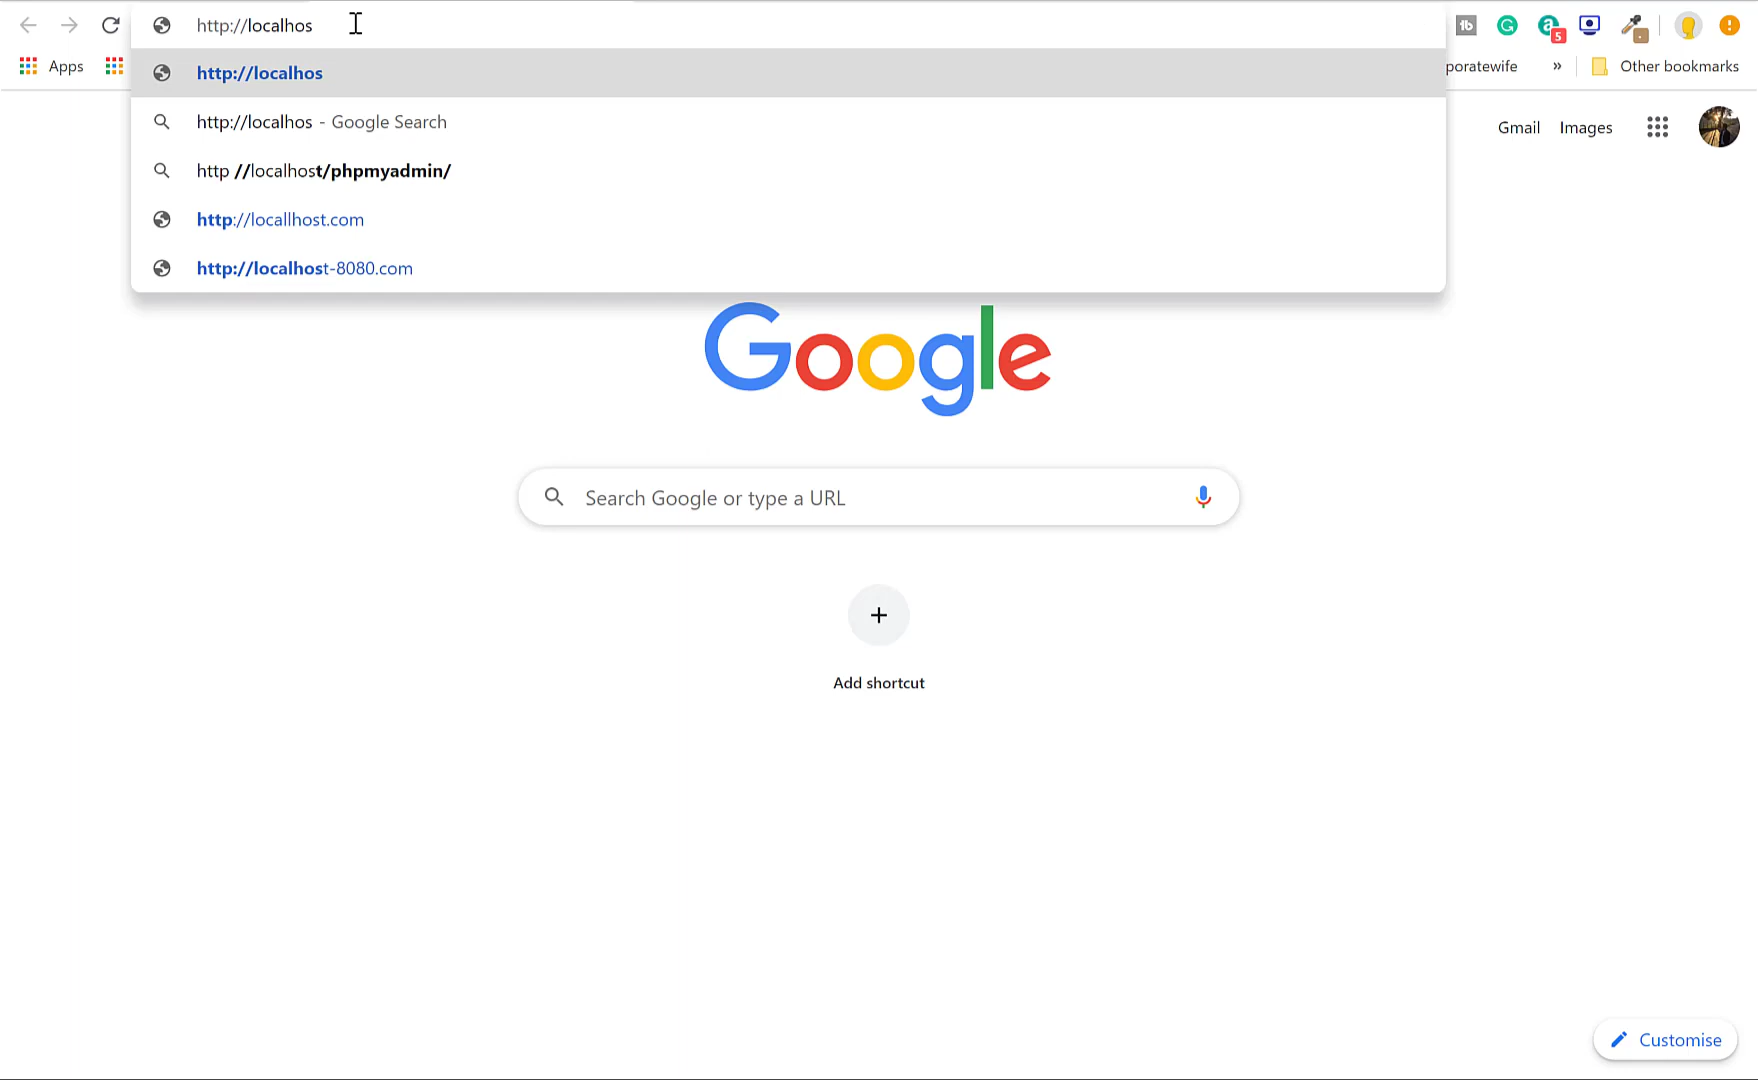 http://localhos
http://localhos
http://localhos - Google Search
http //localhost/phpmyadmin/
http://locallhost.com
http://localhost-8080.com
5
Apps
poratewife » Other bookmarks
Gmail Images
Google
Search Google or type a URL
Add shortcut
Customise